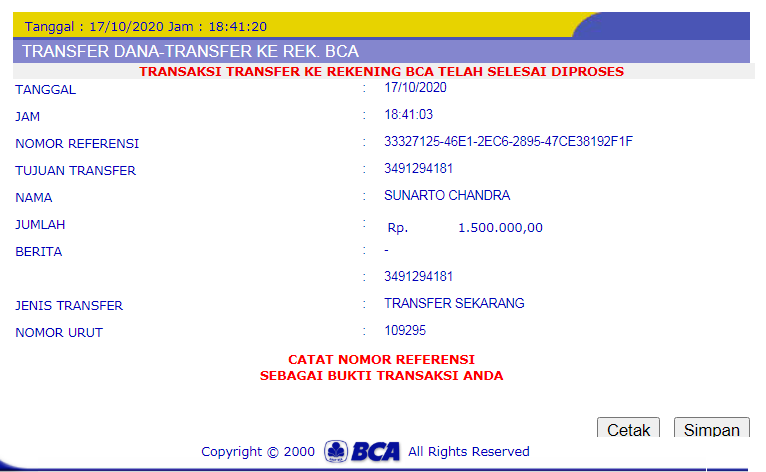 Tanggal : 17/10/2020 Jam : 18:41:20
TRANSFER DANA-TRANSFER KE REK. BCA
TRANSAKSI TRANSFER KE REKENING BCA TELAH SELESAI DIPROSES
TANGGAL : 17/10/2020
JAM : 18:41:03
NOMOR REFERENSI : 33327125-46E1-2EC6-2895-47CE38192F1F
TUJUAN TRANSFER : 3491294181
NAMA : SUNARTO CHANDRA
JUMLAH : Rp. 1.500.000,00
BERITA : -
: 3491294181
JENIS TRANSFER : TRANSFER SEKARANG
NOMOR URUT : 109295
CATAT NOMOR REFERENSI
SEBAGAI BUKTI TRANSAKSI ANDA
Cetak Simpan
Copyright © 2000 BCA All Rights Reserved